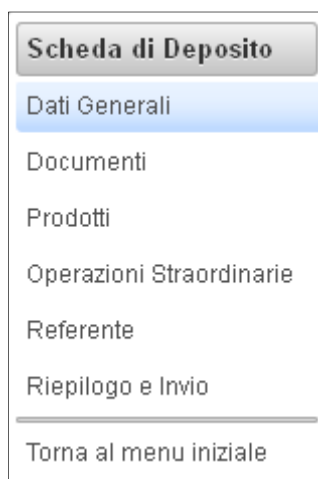 Scheda di Deposito
Dati Generali
Documenti
Prodotti
Operazioni Straordinarie
Referente
Riepilogo e Invio
Torna al menu iniziale